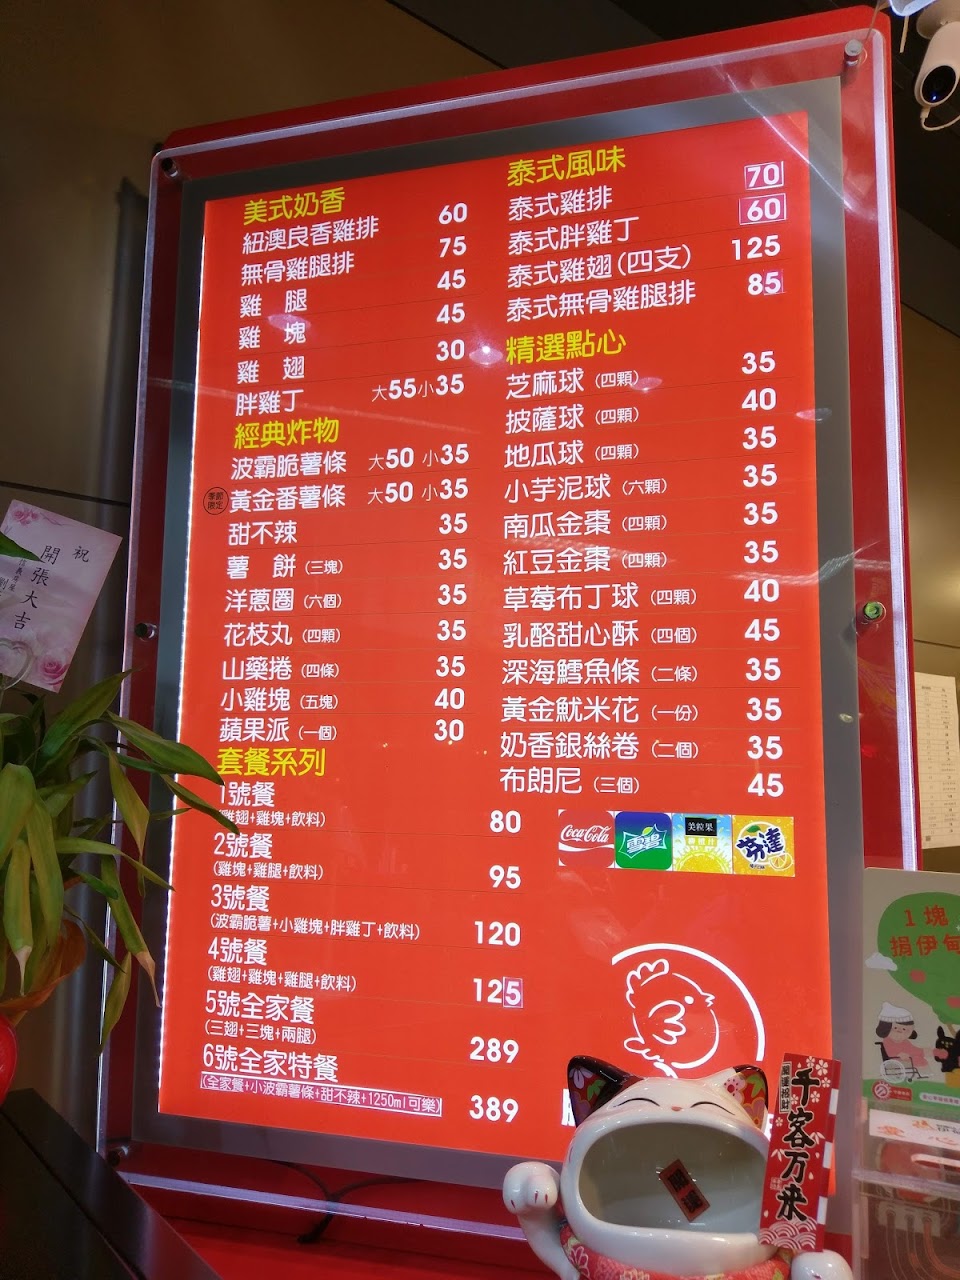 美式奶香
紐澳良香雞排 60
無骨雞腿排 75
雞 腿 45
雞 塊 45
雞 翅 30
胖雞丁 大55小35
經典炸物
波霸脆薯條 大50 小35
季節限定 黃金番薯條 大50 小35
甜不辣 35
薯 餅(三塊) 35
洋蔥圈(六個) 35
花枝丸(四顆) 35
山藥捲(四條) 35
小雞塊(五塊) 40
蘋果派(一個) 30
套餐系列
1號餐
(雞翅+雞塊+飲料) 80
2號餐
(雞塊+雞腿+飲料) 95
3號餐
(波霸脆薯+小雞塊+胖雞丁+飲料) 120
4號餐
(雞翅+雞塊+雞腿+飲料) 125
5號全家餐
(三翅+三塊+兩腿) 289
6號全家特餐
(全家餐+小波霸薯條+甜不辣+1250ml可樂) 389
泰式風味
泰式雞排 70
泰式胖雞丁 60
泰式雞翅(四支) 125
泰式無骨雞腿排 85
精選點心
芝麻球(四顆) 35
披薩球(四顆) 40
地瓜球(四顆) 35
小芋泥球(六顆) 35
南瓜金棗(四顆) 35
紅豆金棗(四顆) 35
草莓布丁球(四顆) 40
乳酪甜心酥(四個) 45
深海鱈魚條(二條) 35
黃金魷米花(一份) 35
奶香銀絲卷(二個) 35
布朗尼(三個) 45
Coca-Cola
雪碧
美粒果
芬達
祝
開張大吉
千客万来
1塊
捐伊甸